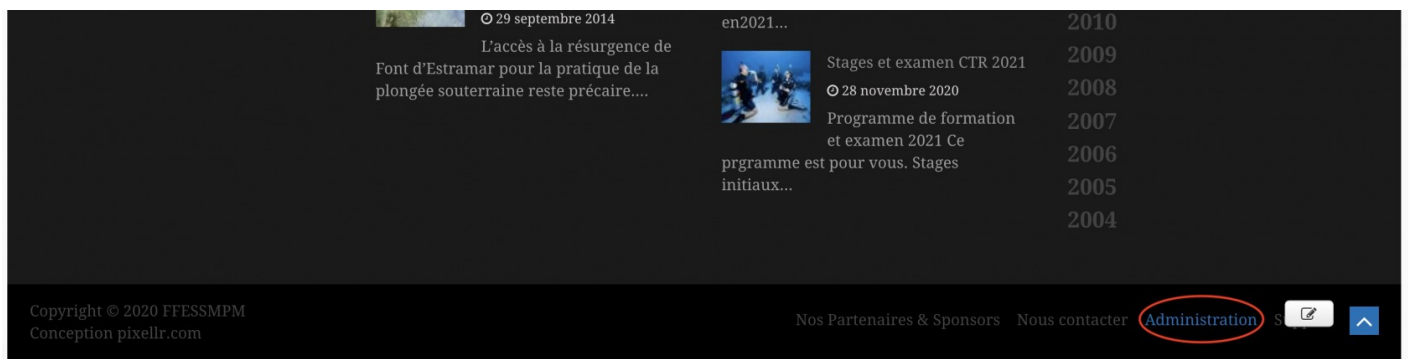 29 septembre 2014
L’accès à la résurgence de
Font d’Estramar pour la pratique de la
plongée souterraine reste précaire....
en2021...
Stages et examen CTR 2021
28 novembre 2020
Programme de formation
et examen 2021 Ce
prgramme est pour vous. Stages
initiaux...
2010
2009
2008
2007
2006
2005
2004
Copyright © 2020 FFESSMPM
Conception pixellr.com
Nos Partenaires & Sponsors Nous contacter Administration